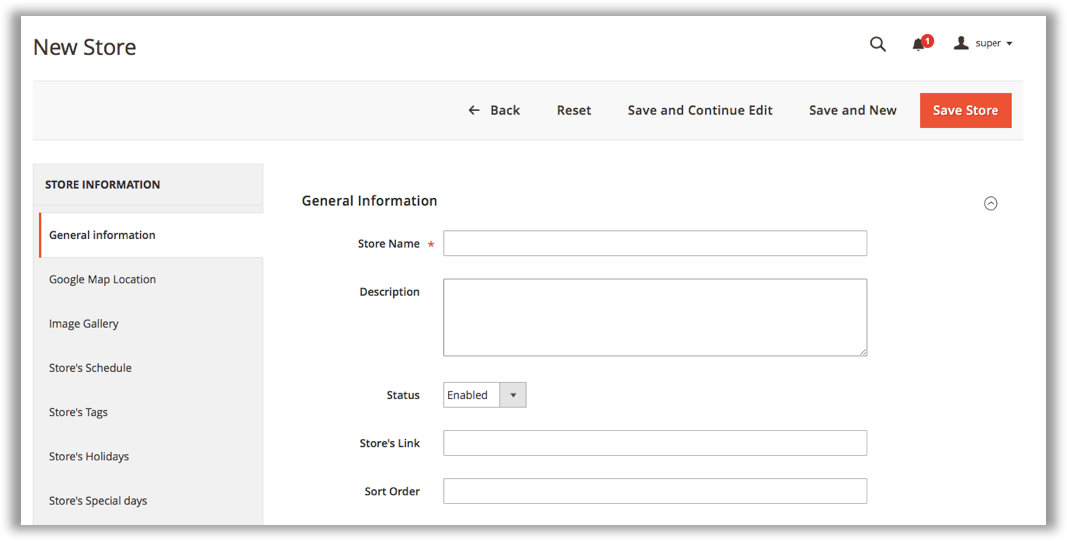 New Store
1
super
Back
Reset
Save and Continue Edit
Save and New
Save Store
STORE INFORMATION
General information
Google Map Location
Image Gallery
Store's Schedule
Store's Tags
Store's Holidays
Store's Special days
General Information
Store Name *
Description
Status
Enabled
Store's Link
Sort Order